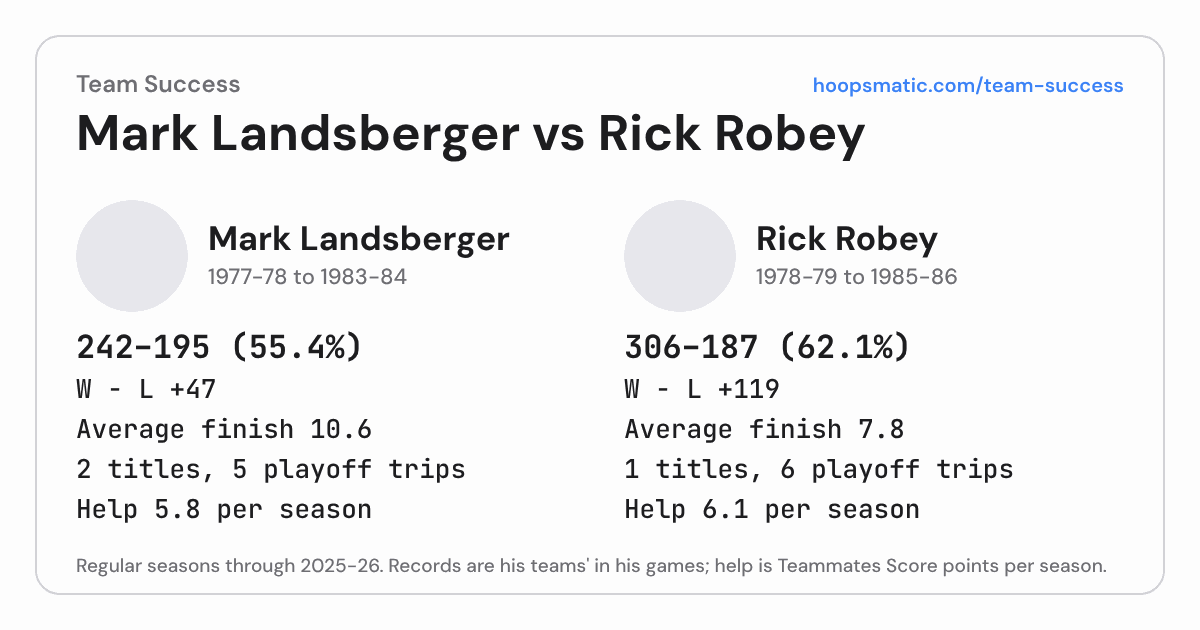 Team Success
hoopsmatic.com/team-success
Mark Landsberger vs Rick Robey
Mark Landsberger
1977-78 to 1983-84
242-195 (55.4%)
W - L +47
Average finish 10.6
2 titles, 5 playoff trips
Help 5.8 per season
Rick Robey
1978-79 to 1985-86
306-187 (62.1%)
W - L +119
Average finish 7.8
1 titles, 6 playoff trips
Help 6.1 per season
Regular seasons through 2025-26. Records are his teams' in his games; help is Teammates Score points per season.